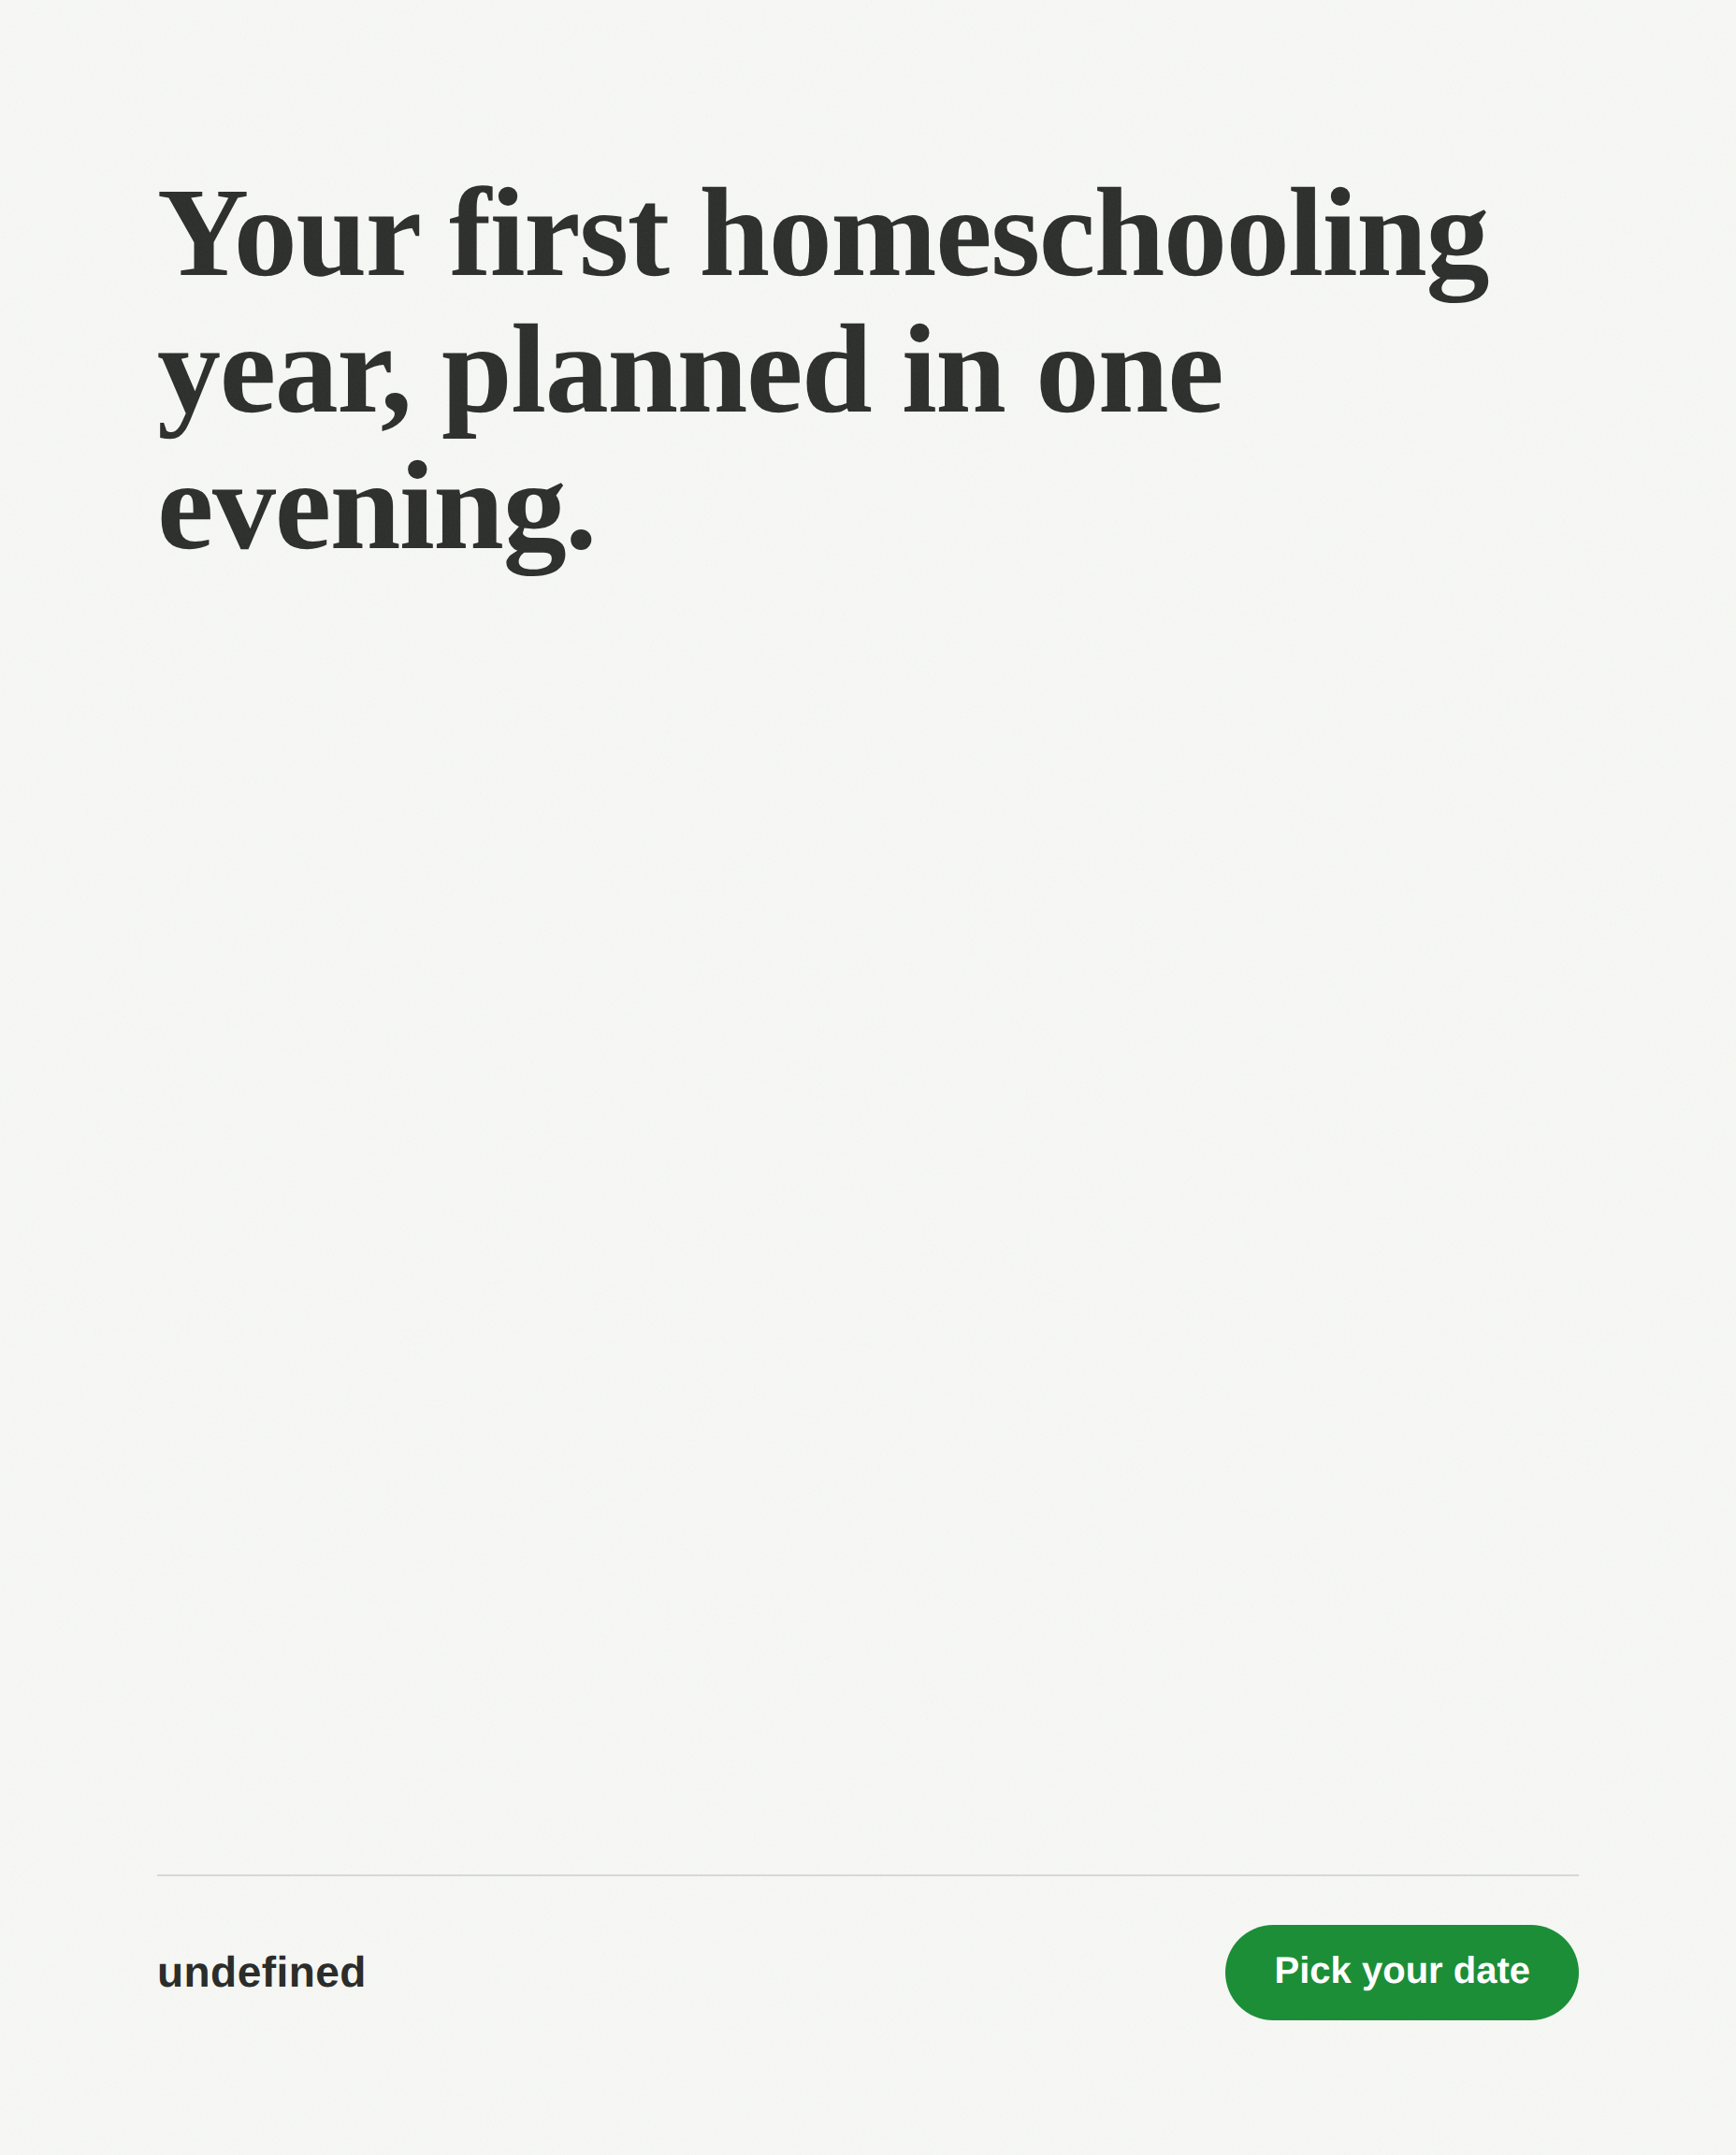 Your first homeschooling
year, planned in one
evening.
undefined
Pick your date